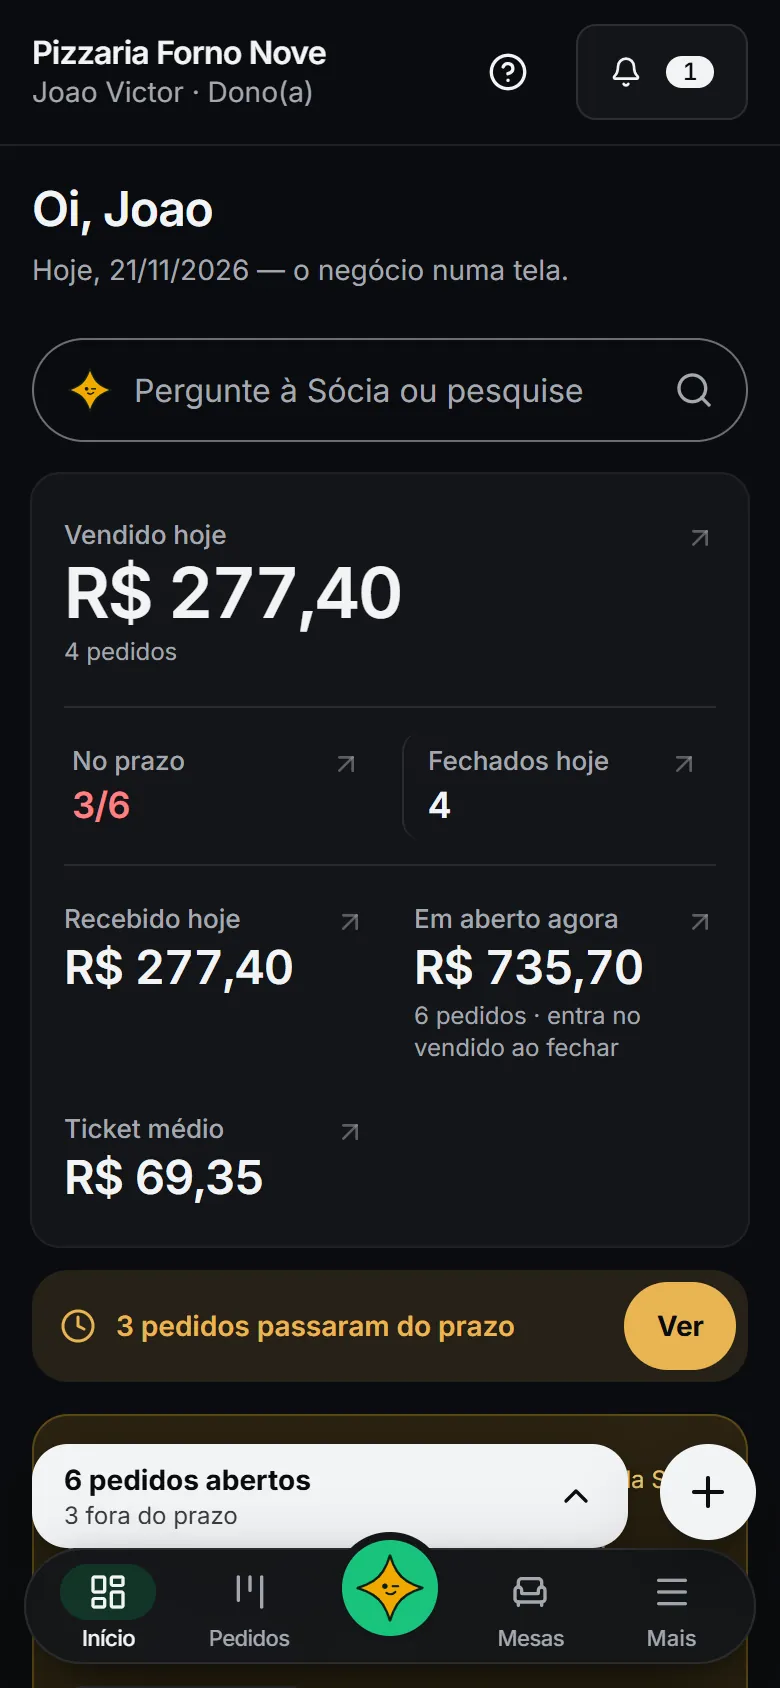 Pizzaria Forno Nove
Joao Victor · Dono(a)
1
Oi, Joao
Hoje, 21/11/2026 — o negócio numa tela.
Pergunte à Sócia ou pesquise
Vendido hoje
R$ 277,40
4 pedidos
No prazo
3/6
Fechados hoje
4
Recebido hoje
R$ 277,40
Em aberto agora
R$ 735,70
6 pedidos · entra no
vendido ao fechar
Ticket médio
R$ 69,35
3 pedidos passaram do prazo
Ver
6 pedidos abertos
3 fora do prazo
Início
Pedidos
Mesas
Mais